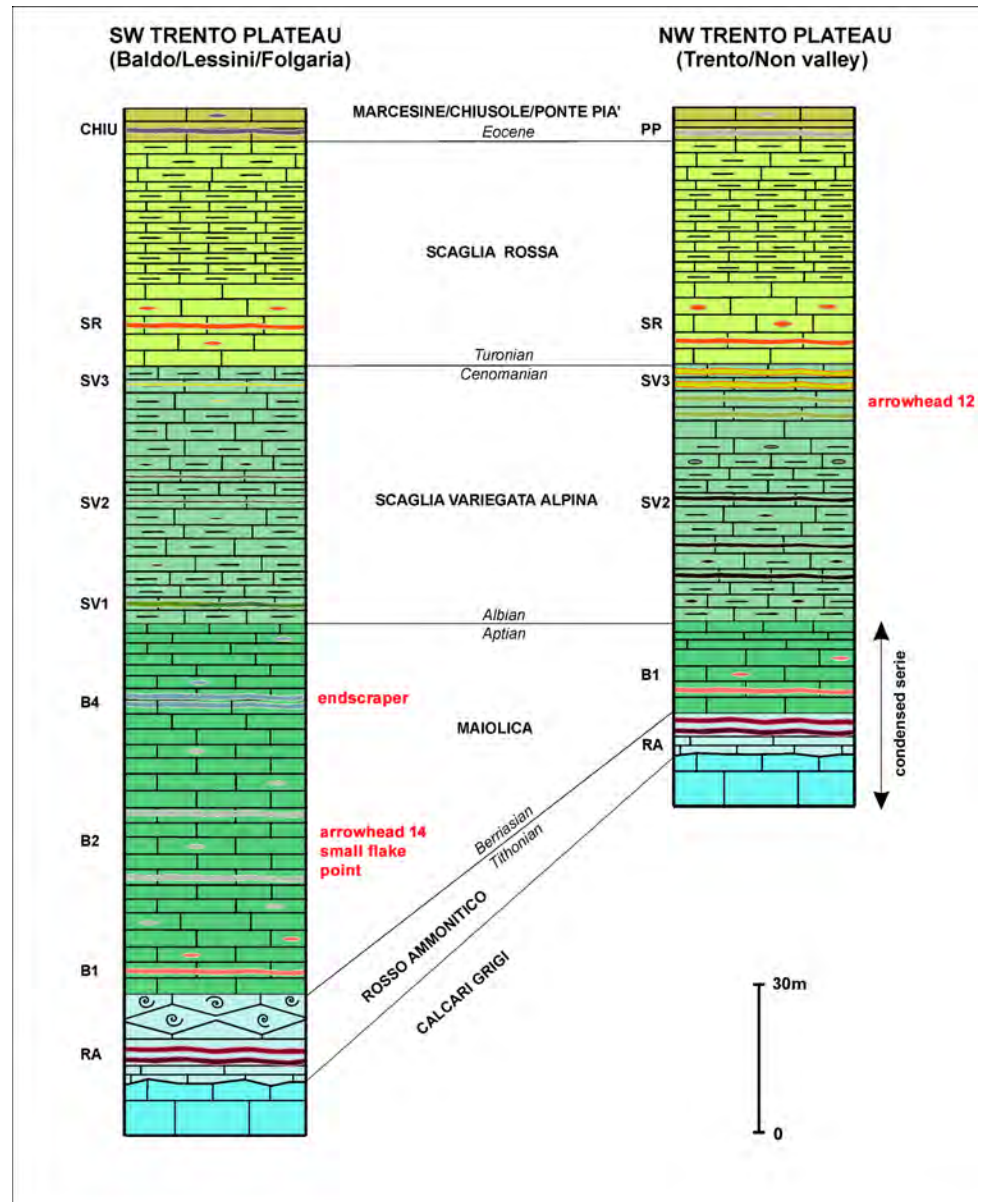 SW TRENTO PLATEAU
(Baldo/Lessini/Folgaria)
NW TRENTO PLATEAU
(Trento/Non valley)
MARCESINE/CHIUSOLE/PONTE PIA'
CHIU
Eocene
PP
SCAGLIA ROSSA
SR
SR
Turonian
Cenomanian
SV3
SV3
arrowhead 12
SCAGLIA VARIEGATA ALPINA
SV2
SV2
SV1
Albian
Aptian
B1
condensed serie
B4
endscraper
MAIOLICA
RA
B2
arrowhead 14
small flake
point
Berriasian
Tithonian
B1
ROSSO AMMONITICO
CALCARI GRIGI
RA
30m
0